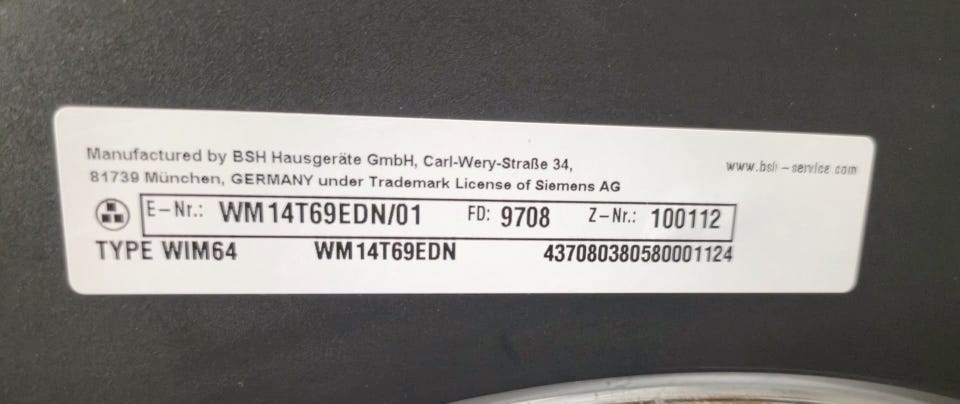 Manufactured by BSH Hausgeräte GmbH, Carl-Wery-Straße 34,
www.bsh-service.com
81739 München, GERMANY under Trademark License of Siemens AG
E-Nr.: WM14T69EDN/01 FD: 9708 Z-Nr.: 100112
TYPE WIM64 WM14T69EDN 437080380580001124